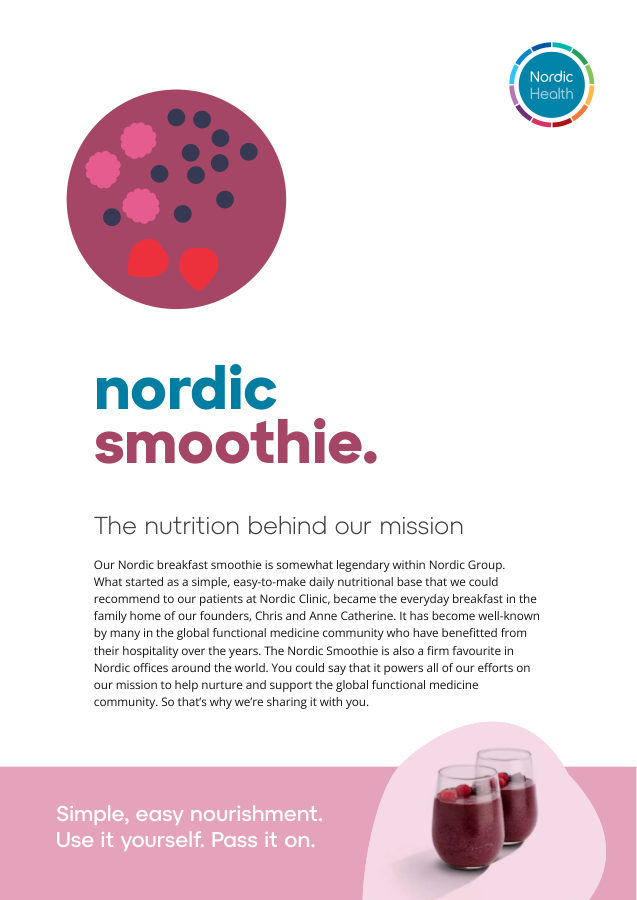 Nordic
Health
nordic
smoothie.
The nutrition behind our mission
Our Nordic breakfast smoothie is somewhat legendary within Nordic Group.
What started as a simple, easy-to-make daily nutritional base that we could
recommend to our patients at Nordic Clinic, became the everyday breakfast in the
family home of our founders, Chris and Anne Catherine. It has become well-known
by many in the global functional medicine community who have benefitted from
their hospitality over the years. The Nordic Smoothie is also a firm favourite in
Nordic offices around the world. You could say that it powers all of our efforts on
our mission to help nurture and support the global functional medicine
community. So that’s why we’re sharing it with you.
Simple, easy nourishment.
Use it yourself. Pass it on.